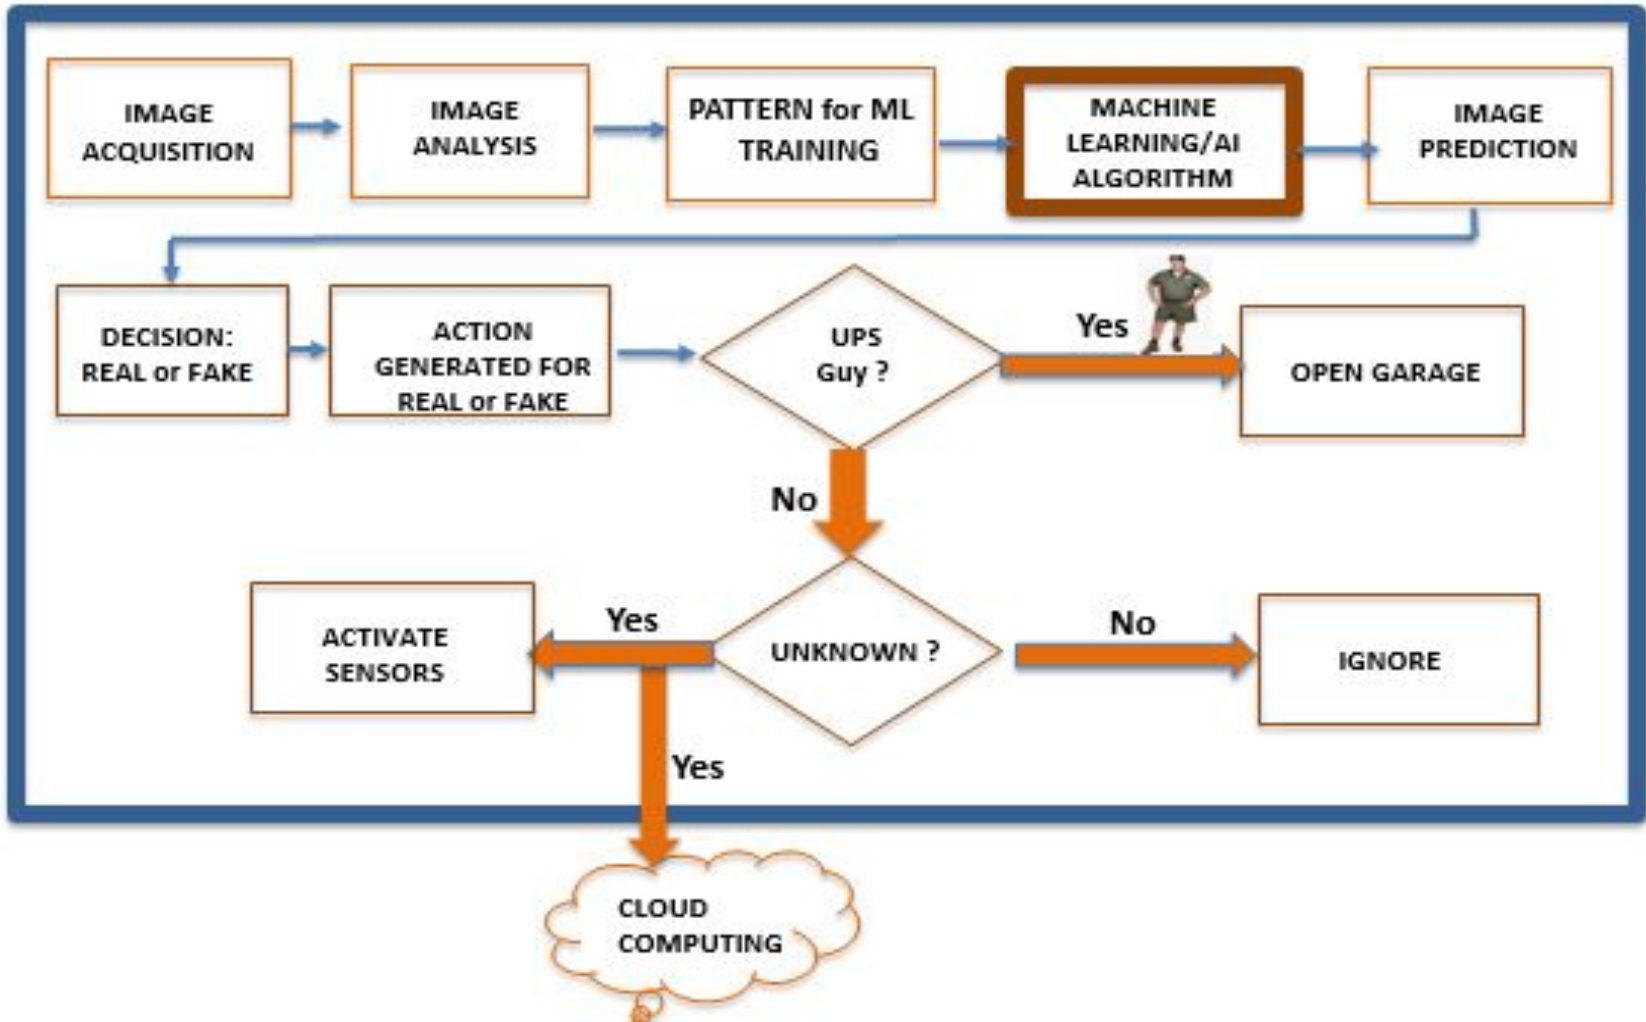 IMAGE
ACQUISITION
IMAGE
ANALYSIS
PATTERN for ML
TRAINING
MACHINE
LEARNING/AI
ALGORITHM
IMAGE
PREDICTION
DECISION:
REAL or FAKE
ACTION
GENERATED FOR
REAL or FAKE
UPS
Guy ?
Yes
OPEN GARAGE
No
ACTIVATE
SENSORS
Yes
UNKNOWN ?
No
IGNORE
Yes
CLOUD
COMPUTING